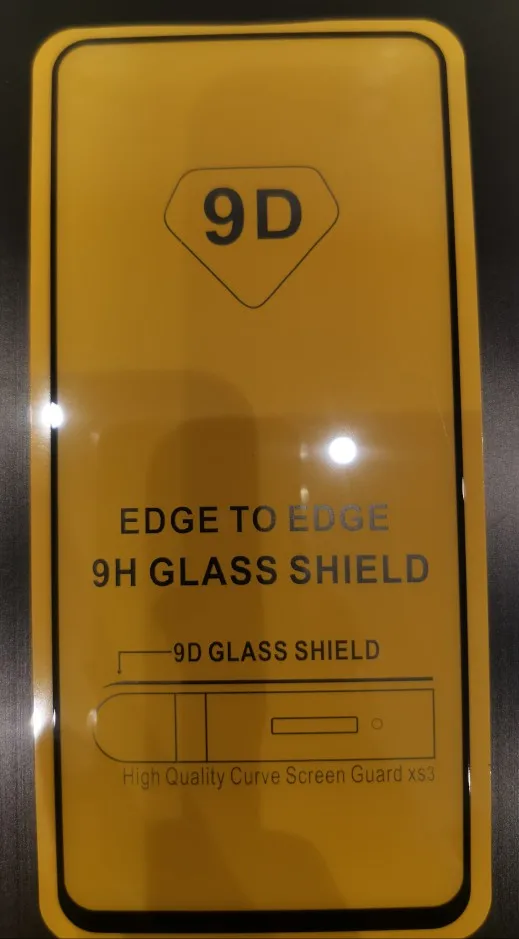 9D
EDGE TO EDGE
9H GLASS SHIELD
9D GLASS SHIELD
High Quality Curve Screen Guard xs3